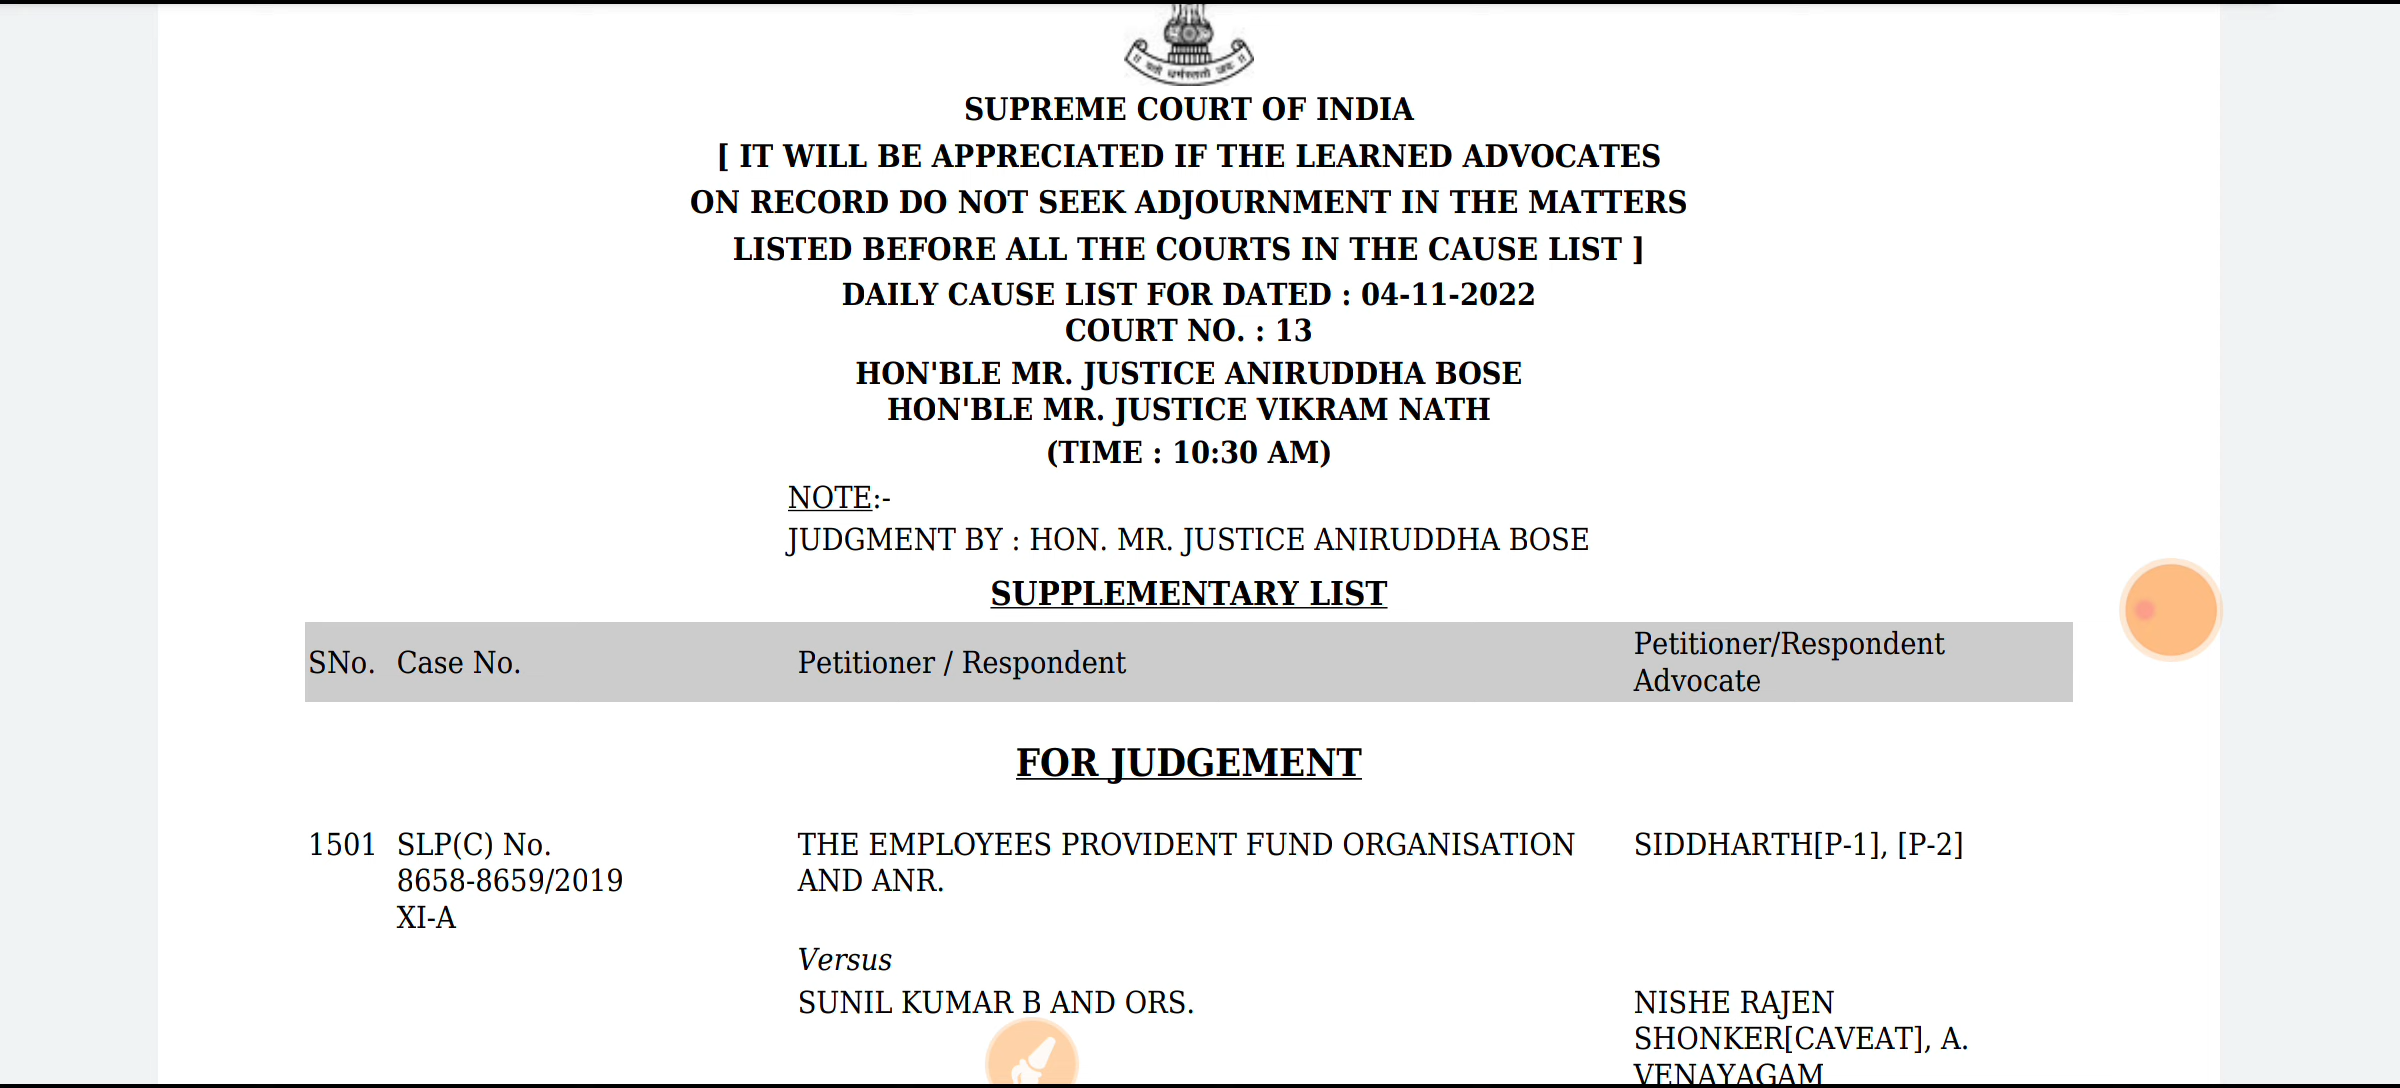 ॥ यतो धर्मस्ततो जयः ॥
SUPREME COURT OF INDIA
[ IT WILL BE APPRECIATED IF THE LEARNED ADVOCATES
ON RECORD DO NOT SEEK ADJOURNMENT IN THE MATTERS
LISTED BEFORE ALL THE COURTS IN THE CAUSE LIST ]
DAILY CAUSE LIST FOR DATED : 04-11-2022
COURT NO. : 13
HON'BLE MR. JUSTICE ANIRUDDHA BOSE
HON'BLE MR. JUSTICE VIKRAM NATH
(TIME : 10:30 AM)
NOTE:-
JUDGMENT BY : HON. MR. JUSTICE ANIRUDDHA BOSE
SUPPLEMENTARY LIST
SNo. Case No. Petitioner / Respondent Petitioner/Respondent
Advocate
FOR JUDGEMENT
1501 SLP(C) No. THE EMPLOYEES PROVIDENT FUND ORGANISATION SIDDHARTH[P-1], [P-2]
8658-8659/2019 AND ANR.
XI-A
Versus
SUNIL KUMAR B AND ORS. NISHE RAJEN
SHONKER[CAVEAT], A.
VENAYAGAM